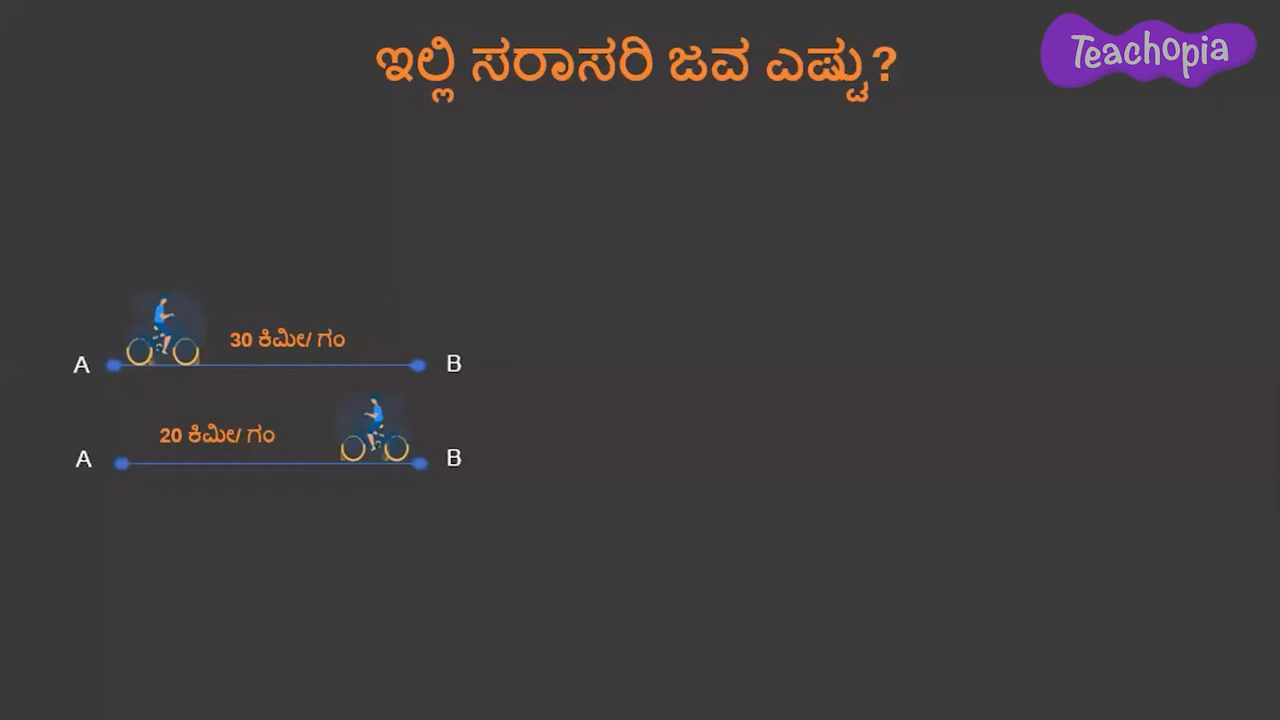 ಇಲ್ಲಿ ಸರಾಸರಿ ಜವ ಎಷ್ಟು?
Teachopia
30 ಕಿಮೀ/ ಗಂ
A B
20 ಕಿಮೀ/ ಗಂ
A B